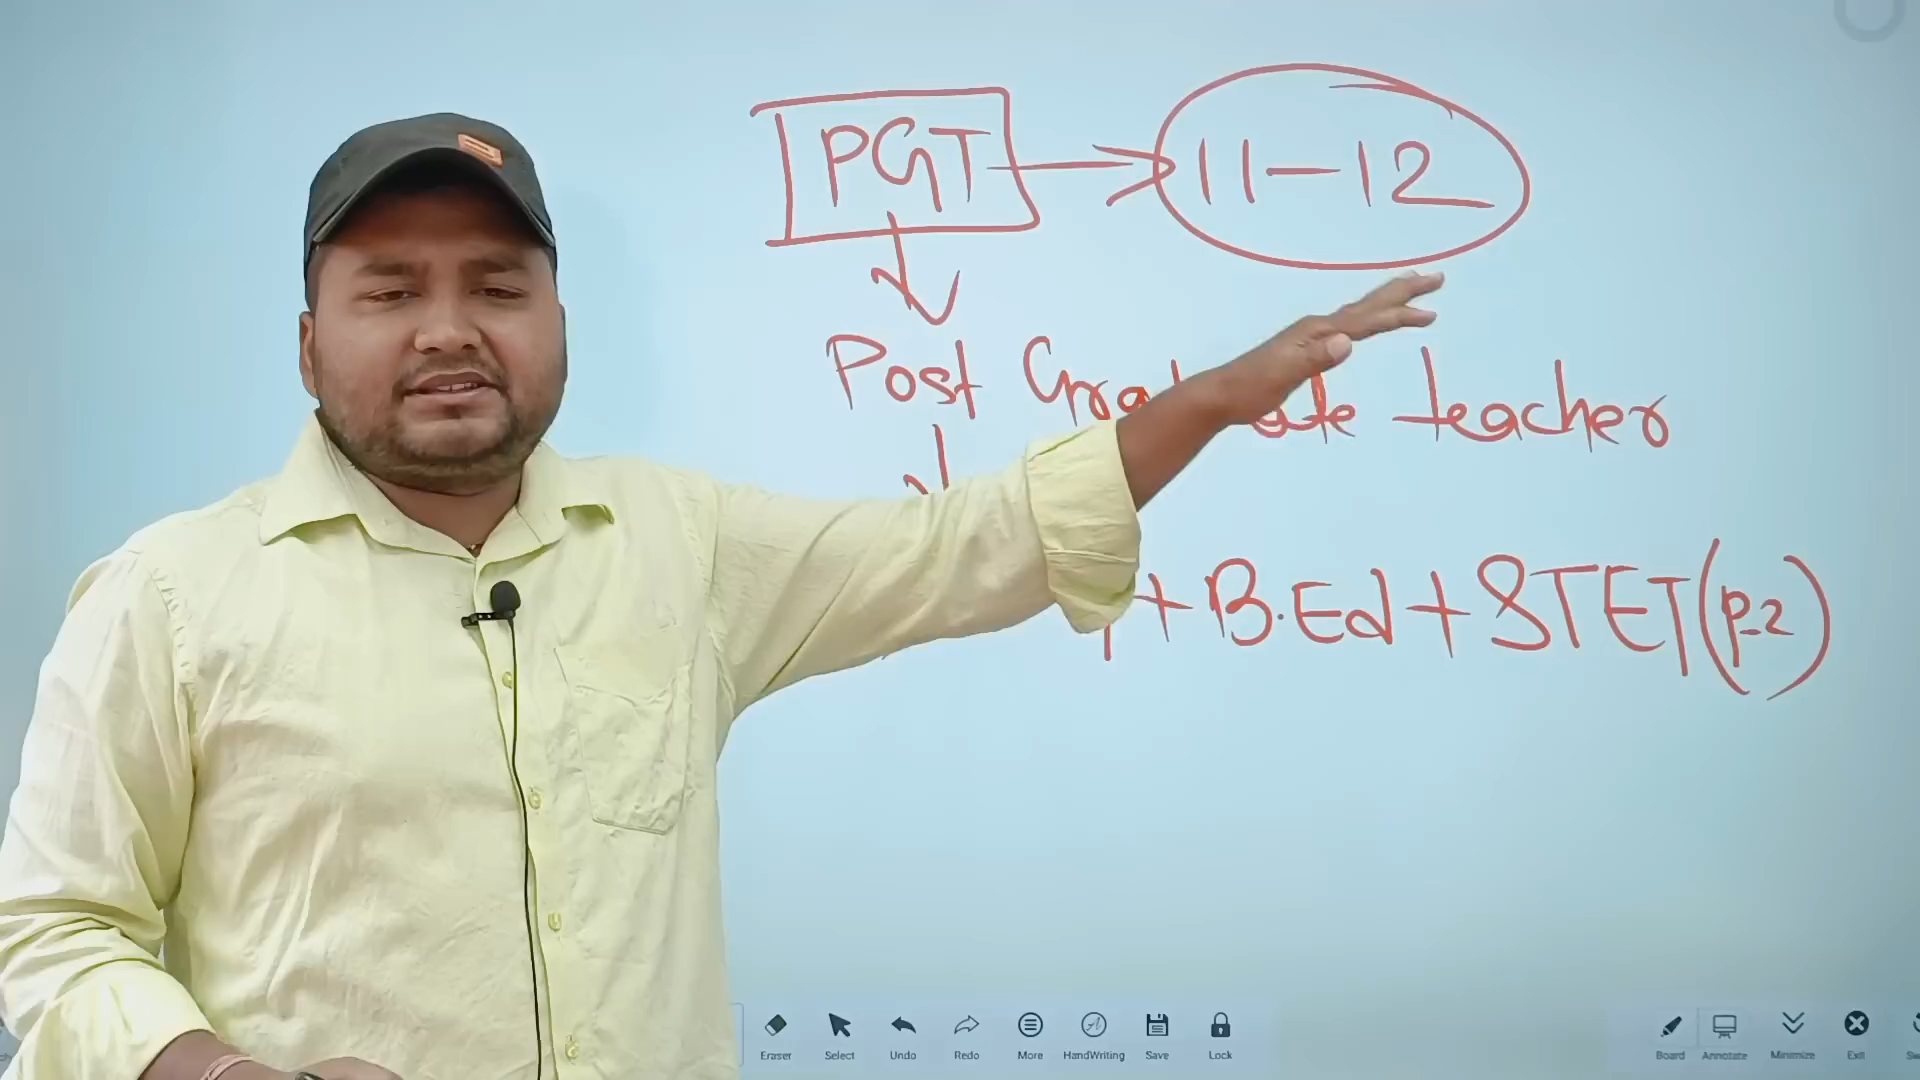 PGT → 11-12
Post teacher
+ B.Ed + STET (P-2)
Eraser Select Undo Redo More HandWriting Save Lock Board Annotate Minimize Exit